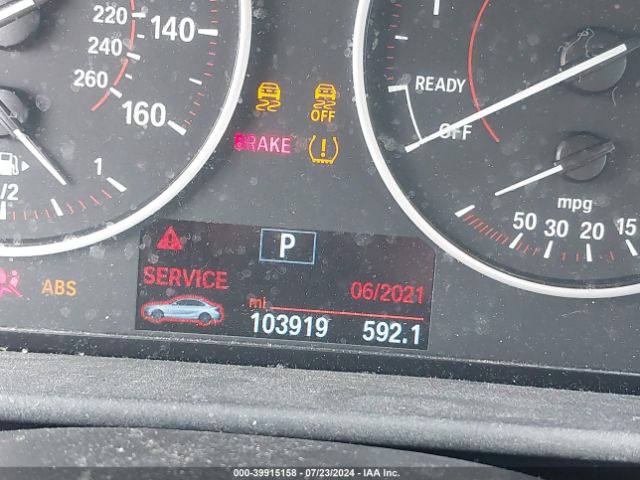 220
140
240
260
160
1
/2
READY
OFF
OFF
BRAKE
mpg
50 30 20 15
P
SERVICE
ABS
06/2021
mi
103919 592.1
000-39915158 - 07/23/2024 - IAA Inc.